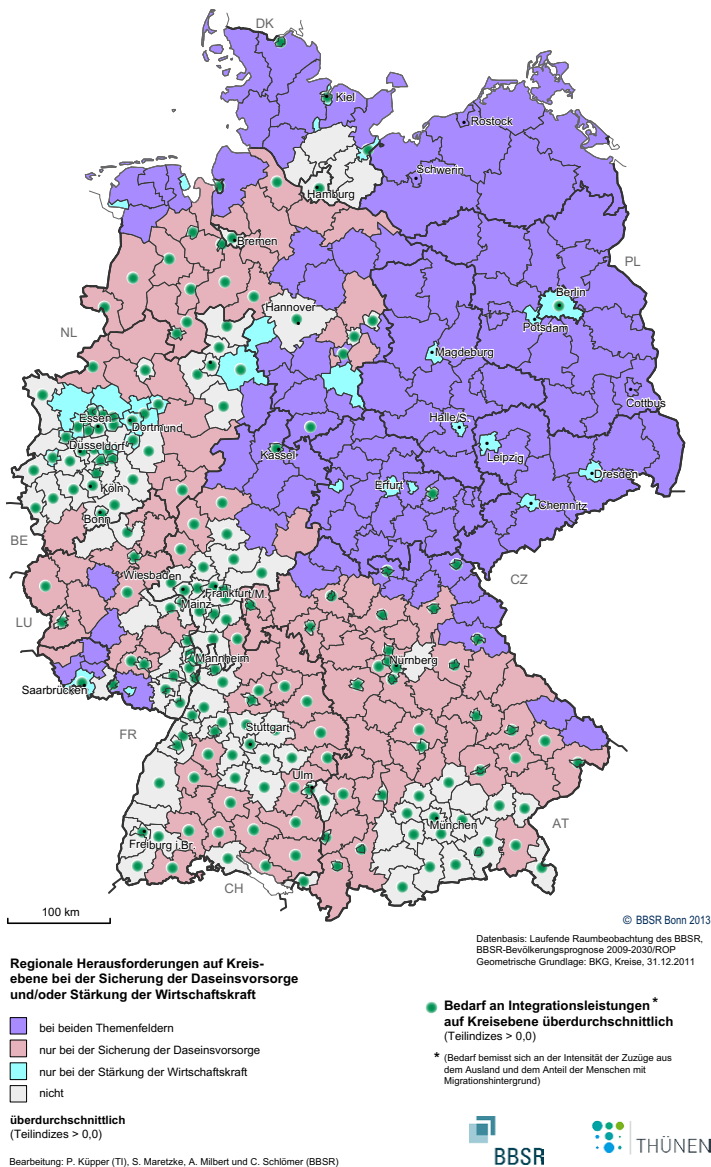 DK
Kiel
Rostock
Schwerin
Hamburg
Bremen
PL
Berlin
Hannover
Potsdam
NL
Magdeburg
Cottbus
Essen
Dortmund
Halle/S.
Düsseldorf
Leipzig
Kassel
Dresden
Köln
Erfurt
Chemnitz
Bonn
BE
Wiesbaden
CZ
Frankfurt/M.
Mainz
LU
Mannheim
Nürnberg
Saarbrücken
Stuttgart
FR
Ulm
München
AT
Freiburg i.Br.
CH
100 km
© BBSR Bonn 2013
Datenbasis: Laufende Raumbeobachtung des BBSR,
BBSR-Bevölkerungsprognose 2009-2030/ROP
Geometrische Grundlage: BKG, Kreise, 31.12.2011
Regionale Herausforderungen auf Kreis-
ebene bei der Sicherung der Daseinsvorsorge
und/oder Stärkung der Wirtschaftskraft
bei beiden Themenfeldern
nur bei der Sicherung der Daseinsvorsorge
nur bei der Stärkung der Wirtschaftskraft
nicht
überdurchschnittlich
(Teilindizes > 0,0)
Bedarf an Integrationsleistungen *
auf Kreisebene überdurchschnittlich
(Teilindizes > 0,0)
* (Bedarf bemisst sich an der Intensität der Zuzüge aus
dem Ausland und dem Anteil der Menschen mit
Migrationshintergrund)
Bearbeitung: P. Küpper (TI), S. Maretzke, A. Milbert und C. Schlömer (BBSR)
BBSR
THÜNEN